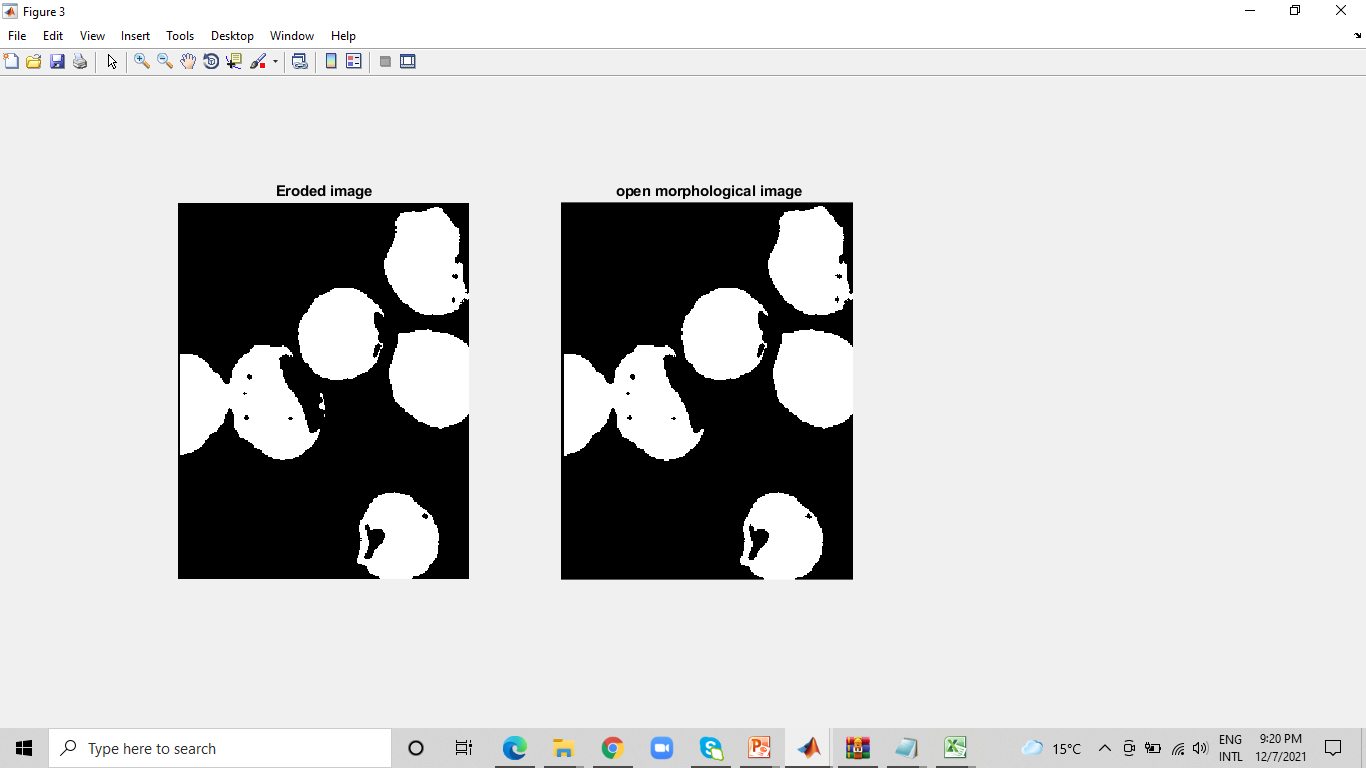 Figure 3
File Edit View Insert Tools Desktop Window Help
Eroded image
open morphological image
Type here to search
15°C
ENG
INTL
9:20 PM
12/7/2021